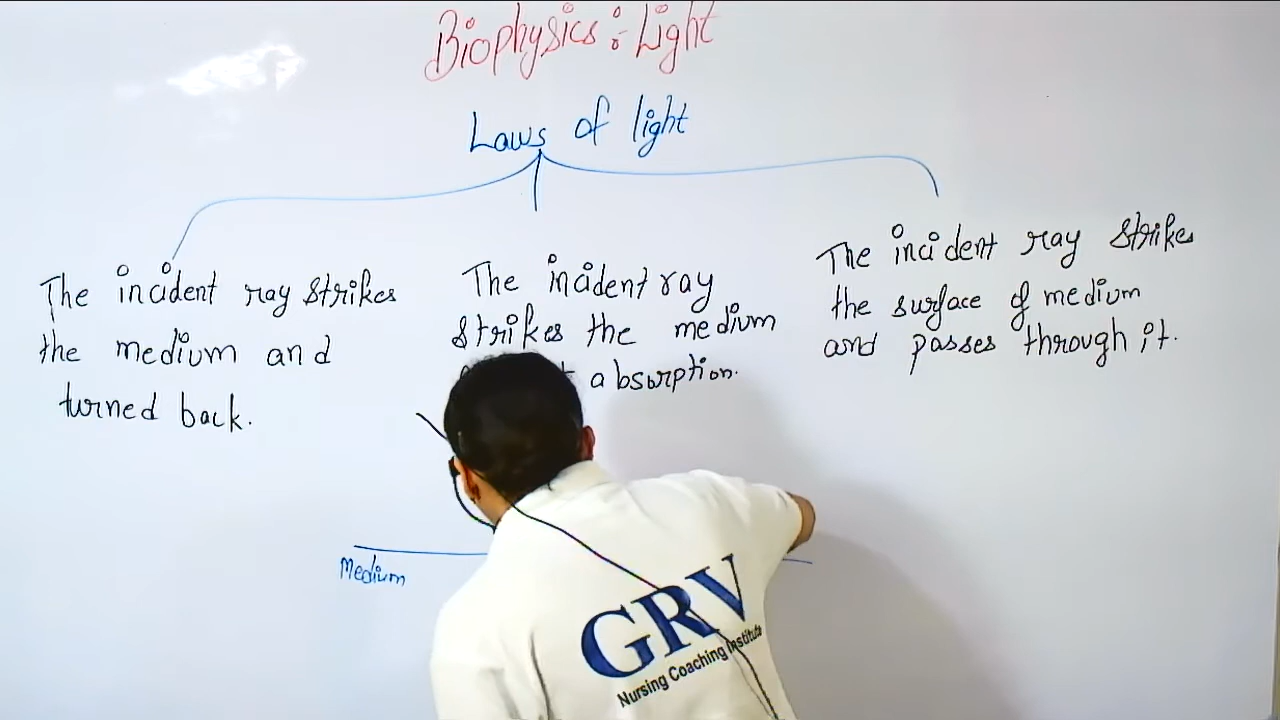 Biophysics : Light
Laws of light
The incident ray strikes
the medium and
turned back.
The incident ray
strikes the medium
absorption.
The incident ray strikes
the surface of medium
and passes through it.
Medium
GRV
Nursing Coaching Institute